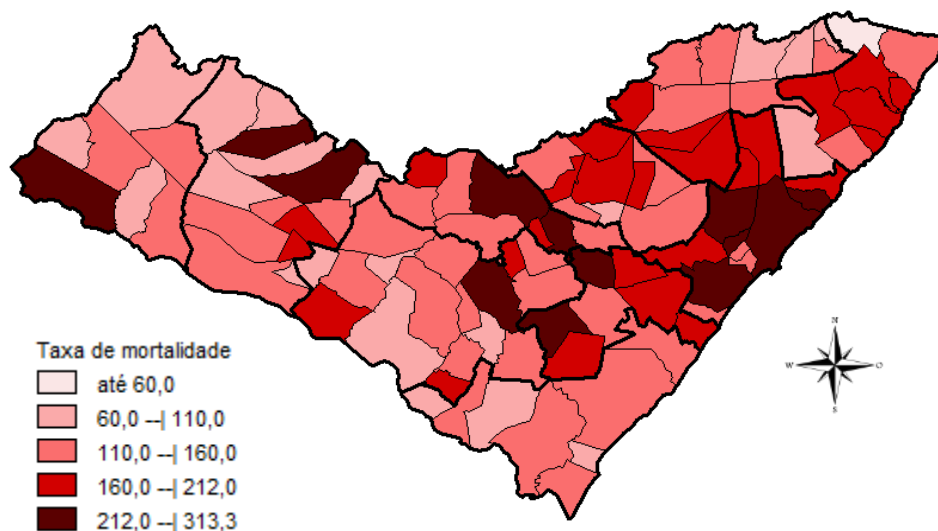 Taxa de mortalidade
até 60,0
60,0 --| 110,0
110,0 --| 160,0
160,0 --| 212,0
212,0 --| 313,3
N
W
O
S